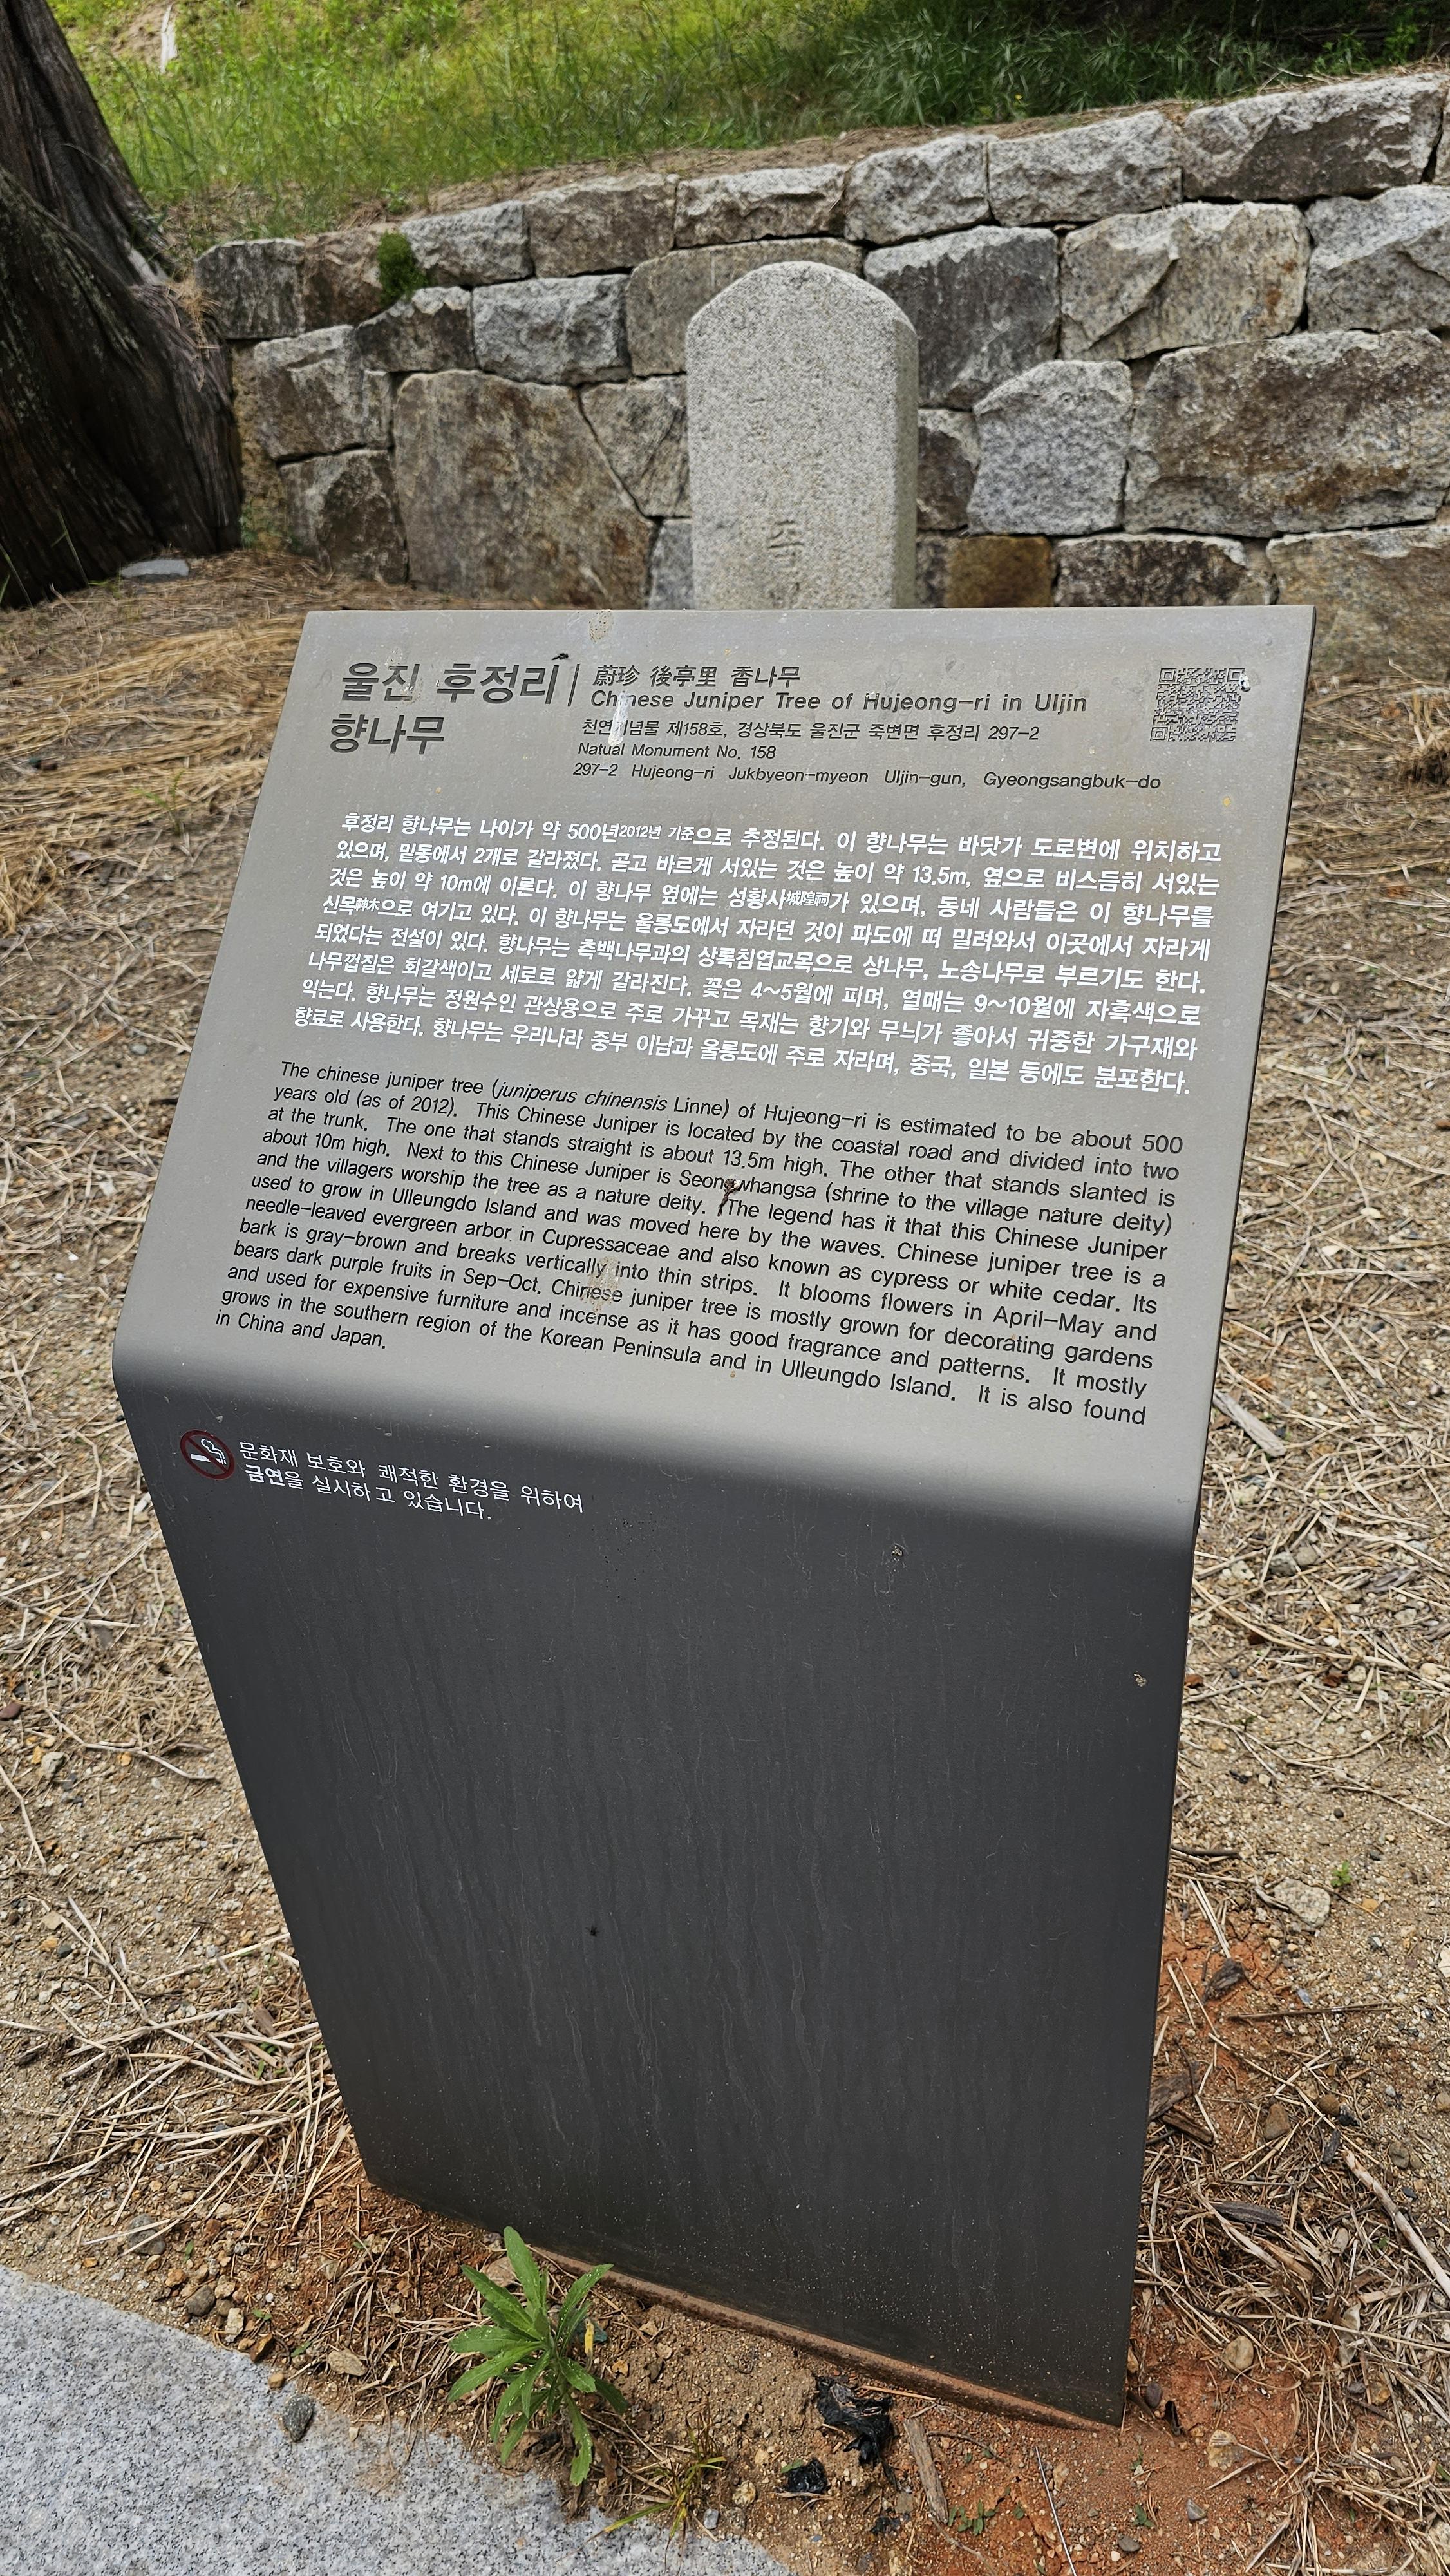 울진 후정리
향나무
蔚珍 後亭里 香나무
Chinese Juniper Tree of Hujeong-ri in Uljin
천연기념물 제158호, 경상북도 울진군 죽변면 후정리 297-2
Natual Monument No. 158
297-2 Hujeong-ri Jukbyeon-myeon Uljin-gun, Gyeongsangbuk-do
후정리 향나무는 나이가 약 500년2012년 기준으로 추정된다. 이 향나무는 바닷가 도로변에 위치하고
있으며, 밑동에서 2개로 갈라졌다. 곧고 바르게 서있는 것은 높이 약 13.5m, 옆으로 비스듬히 서있는
것은 높이 약 10m에 이른다. 이 향나무 옆에는 성황사城隍祠가 있으며, 동네 사람들은 이 향나무를
신목神木으로 여기고 있다. 이 향나무는 울릉도에서 자라던 것이 파도에 떠 밀려와서 이곳에서 자라게
되었다는 전설이 있다. 향나무는 측백나무과의 상록침엽교목으로 상나무, 노송나무로 부르기도 한다.
나무껍질은 회갈색이고 세로로 얇게 갈라진다. 꽃은 4~5월에 피며, 열매는 9~10월에 자흑색으로
익는다. 향나무는 정원수인 관상용으로 주로 가꾸고 목재는 향기와 무늬가 좋아서 귀중한 가구재와
향료로 사용한다. 향나무는 우리나라 중부 이남과 울릉도에 주로 자라며, 중국, 일본 등에도 분포한다.
The chinese juniper tree (juniperus chinensis Linne) of Hujeong-ri is estimated to be about 500
years old (as of 2012). This Chinese Juniper is located by the coastal road and divided into two
at the trunk. The one that stands straight is about 13.5m high. The other that stands slanted is
about 10m high. Next to this Chinese Juniper is Seongwhangsa (shrine to the village nature deity)
and the villagers worship the tree as a nature deity. (The legend has it that this Chinese Juniper
used to grow in Ulleungdo Island and was moved here by the waves. Chinese juniper tree is a
needle-leaved evergreen arbor in Cupressaceae and also known as cypress or white cedar. Its
bark is gray-brown and breaks vertically into thin strips. It blooms flowers in April-May and
bears dark purple fruits in Sep-Oct. Chinese juniper tree is mostly grown for decorating gardens
and used for expensive furniture and incense as it has good fragrance and patterns. It mostly
grows in the southern region of the Korean Peninsula and in Ulleungdo Island. It is also found
in China and Japan.
문화재 보호와 쾌적한 환경을 위하여
금연을 실시하고 있습니다.